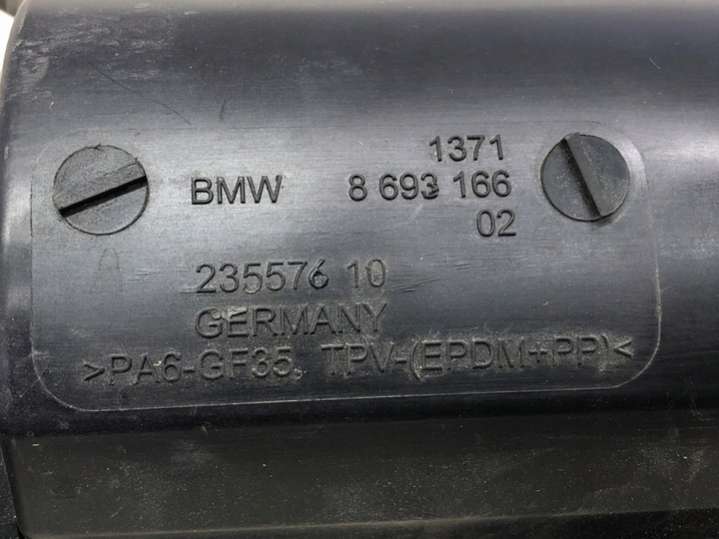 1371
BMW 8 693 166
02
235576 10
GERMANY
>PA6-GF35, TPV-(EPDM+PP)<